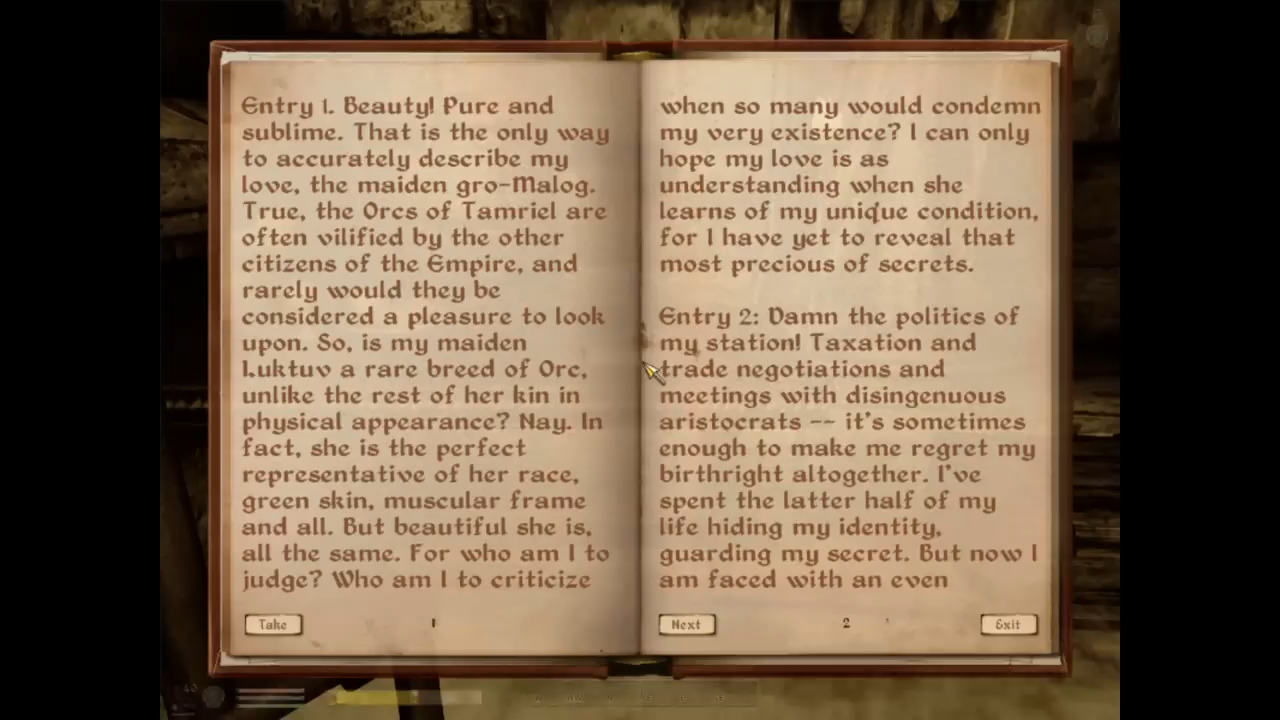 Entry 1. Beauty! Pure and
sublime. That is the only way
to accurately describe my
love, the maiden gro-Malog.
True, the Orcs of Tamriel are
often vilified by the other
citizens of the Empire, and
rarely would they be
considered a pleasure to look
upon. So, is my maiden
Luktuv a rare breed of Orc,
unlike the rest of her kin in
physical appearance? Nay. In
fact, she is the perfect
representative of her race,
green skin, muscular frame
and all. But beautiful she is,
all the same. For who am I to
judge? Who am I to criticize
Take
1
when so many would condemn
my very existence? I can only
hope my love is as
understanding when she
learns of my unique condition,
for I have yet to reveal that
most precious of secrets.
Entry 2: Damn the politics of
my station! Taxation and
trade negotiations and
meetings with disingenuous
aristocrats -- it's sometimes
enough to make me regret my
birthright altogether. I've
spent the latter half of my
life hiding my identity,
guarding my secret. But now I
am faced with an even
Next
2
Exit